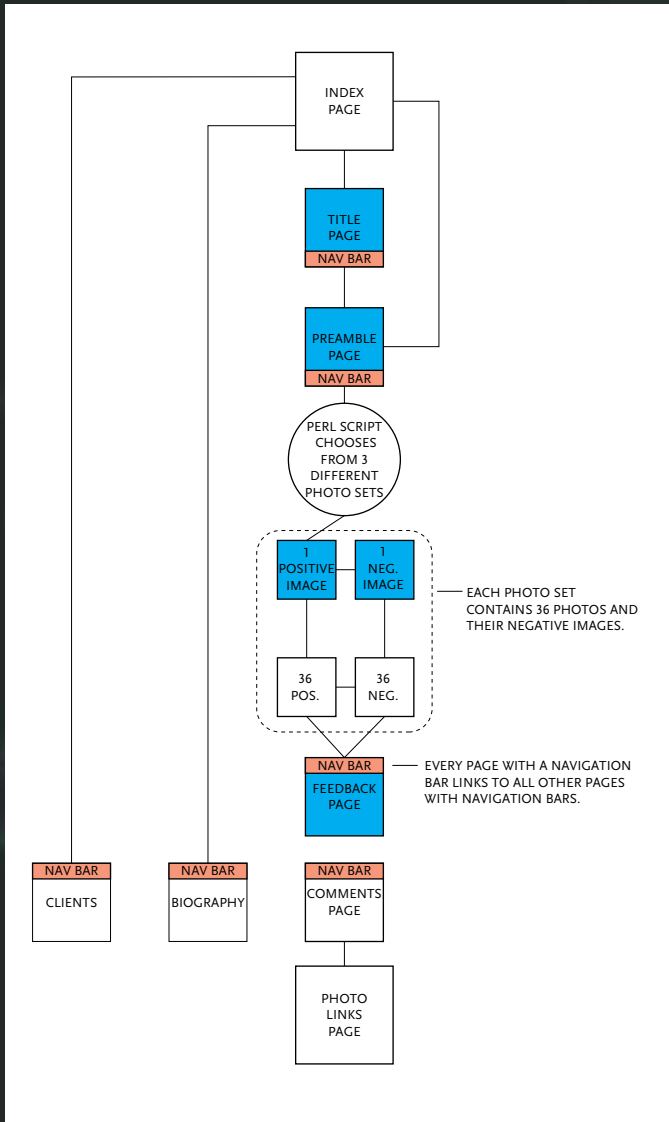 INDEX
PAGE
TITLE
PAGE
NAV BAR
PREAMBLE
PAGE
NAV BAR
PERL SCRIPT
CHOOSES
FROM 3
DIFFERENT
PHOTO SETS
1
POSITIVE
IMAGE
1
NEG.
IMAGE
EACH PHOTO SET
CONTAINS 36 PHOTOS AND
THEIR NEGATIVE IMAGES.
36
POS.
36
NEG.
NAV BAR
FEEDBACK
PAGE
EVERY PAGE WITH A NAVIGATION
BAR LINKS TO ALL OTHER PAGES
WITH NAVIGATION BARS.
NAV BAR
CLIENTS
NAV BAR
BIOGRAPHY
NAV BAR
COMMENTS
PAGE
PHOTO
LINKS
PAGE